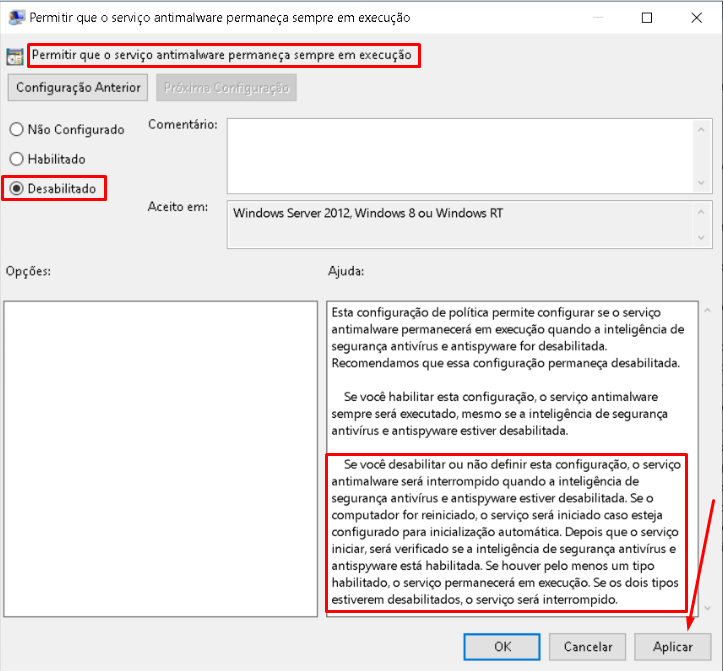 Permitir que o serviço antimalware permaneça sempre em execução
Permitir que o serviço antimalware permaneça sempre em execução
Configuração Anterior
Próxima Configuração
Não Configurado
Comentário:
Habilitado
Desabilitado
Aceito em:
Windows Server 2012, Windows 8 ou Windows RT
Opções:
Ajuda:
Esta configuração de política permite configurar se o serviço
antimalware permanecerá em execução quando a inteligência de
segurança antivírus e antispyware for desabilitada.
Recomendamos que essa configuração permaneça desabilitada.
Se você habilitar esta configuração, o serviço antimalware
sempre será executado, mesmo se a inteligência de segurança
antivírus e antispyware estiver desabilitada.
Se você desabilitar ou não definir esta configuração, o serviço
antimalware será interrompido quando a inteligência de
segurança antivírus e antispyware estiver desabilitada. Se o
computador for reiniciado, o serviço será iniciado caso esteja
configurado para inicialização automática. Depois que o serviço
iniciar, será verificado se a inteligência de segurança antivírus e
antispyware está habilitada. Se houver pelo menos um tipo
habilitado, o serviço permanecerá em execução. Se os dois tipos
estiverem desabilitados, o serviço será interrompido.
OK
Cancelar
Aplicar